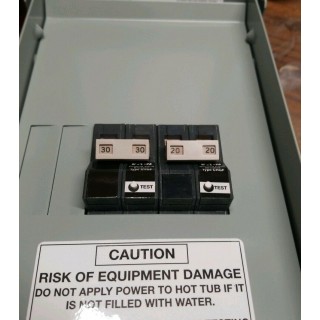 30 30 20 20
TEST TEST
CAUTION
RISK OF EQUIPMENT DAMAGE
DO NOT APPLY POWER TO HOT TUB IF IT
IS NOT FILLED WITH WATER.